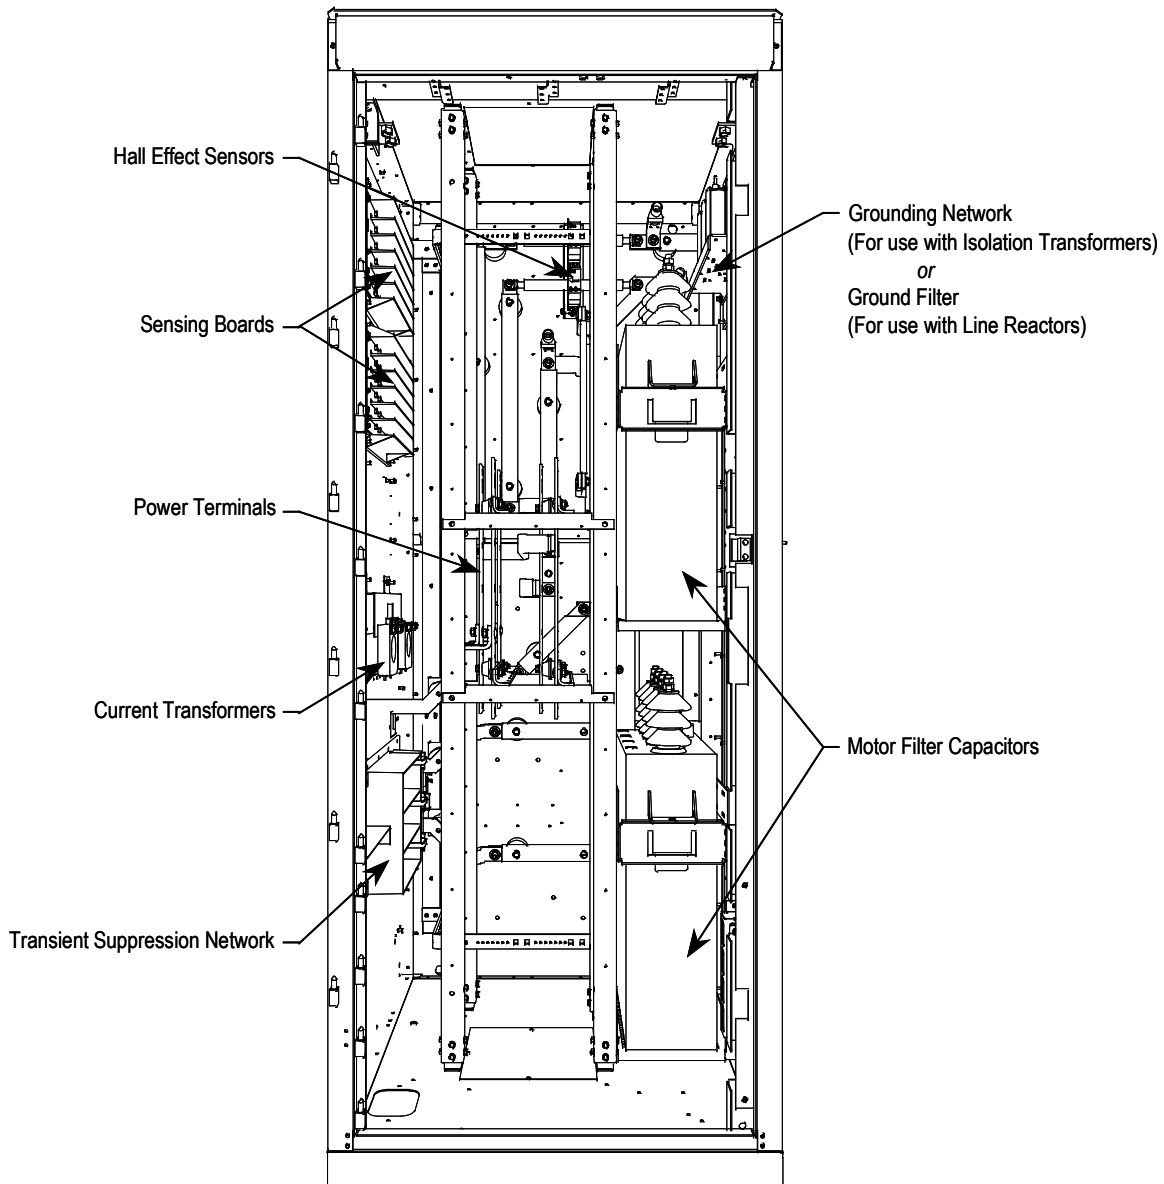 Hall Effect Sensors
Sensing Boards
Power Terminals
Current Transformers
Transient Suppression Network
Grounding Network
(For use with Isolation Transformers)
or
Ground Filter
(For use with Line Reactors)
Motor Filter Capacitors